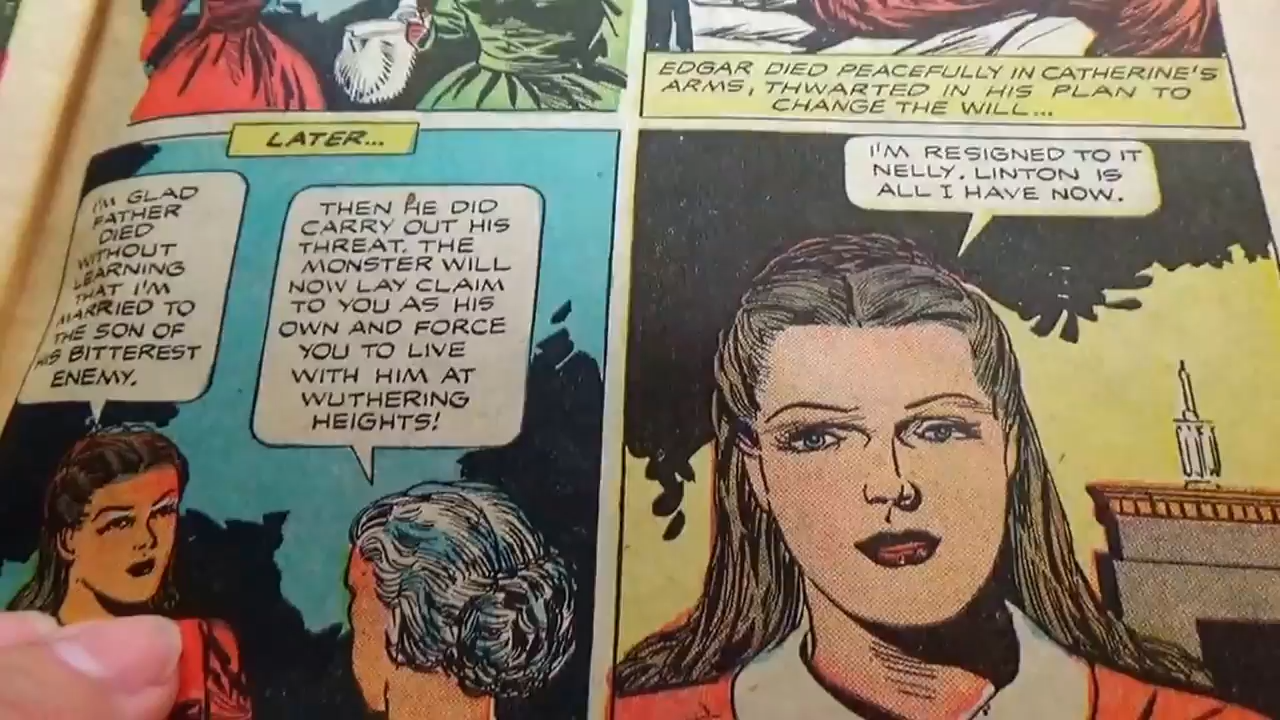 EDGAR DIED PEACEFULLY IN CATHERINE'S
ARMS, THWARTED IN HIS PLAN TO
CHANGE THE WILL...
LATER...
I'M GLAD
FATHER
DIED
WITHOUT
LEARNING
THAT I'M
MARRIED TO
THE SON OF
HIS BITTEREST
ENEMY.
THEN HE DID
CARRY OUT HIS
THREAT. THE
MONSTER WILL
NOW LAY CLAIM
TO YOU AS HIS
OWN AND FORCE
YOU TO LIVE
WITH HIM AT
WUTHERING
HEIGHTS!
I'M RESIGNED TO IT
NELLY. LINTON IS
ALL I HAVE NOW.